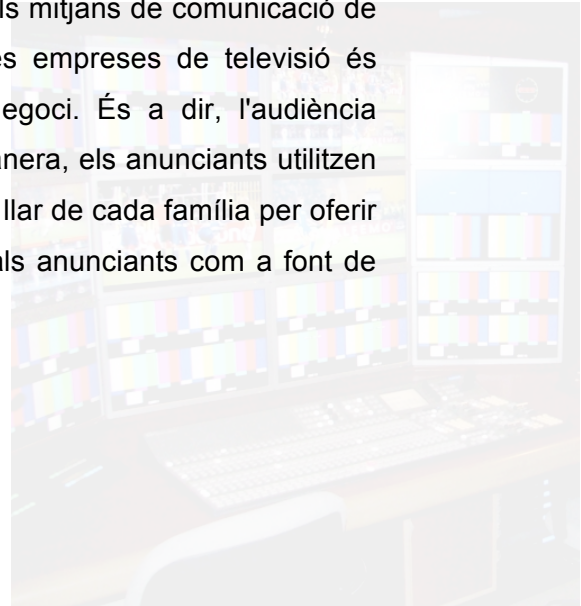 ls mitjans de comunicació de
es empreses de televisió és
egoci. És a dir, l'audiència
anera, els anunciants utilitzen
llar de cada família per oferir
als anunciants com a font de